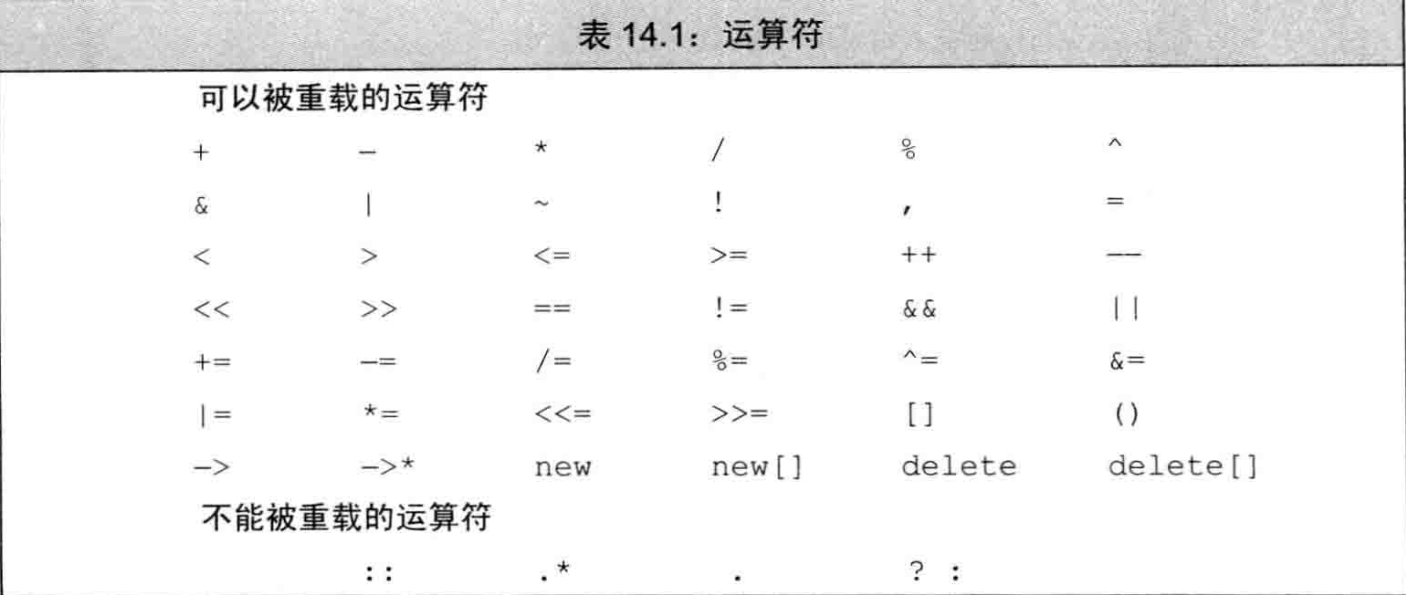 表 14.1：运算符
可以被重载的运算符
+ - * / % ^
& | ~ ! , =
< > <= >= ++ --
<< >> == != && ||
+= -= /= %= ^= &=
|= *= <<= >>= [] ()
-> ->* new new[] delete delete[]
不能被重载的运算符
:: .* . ? :